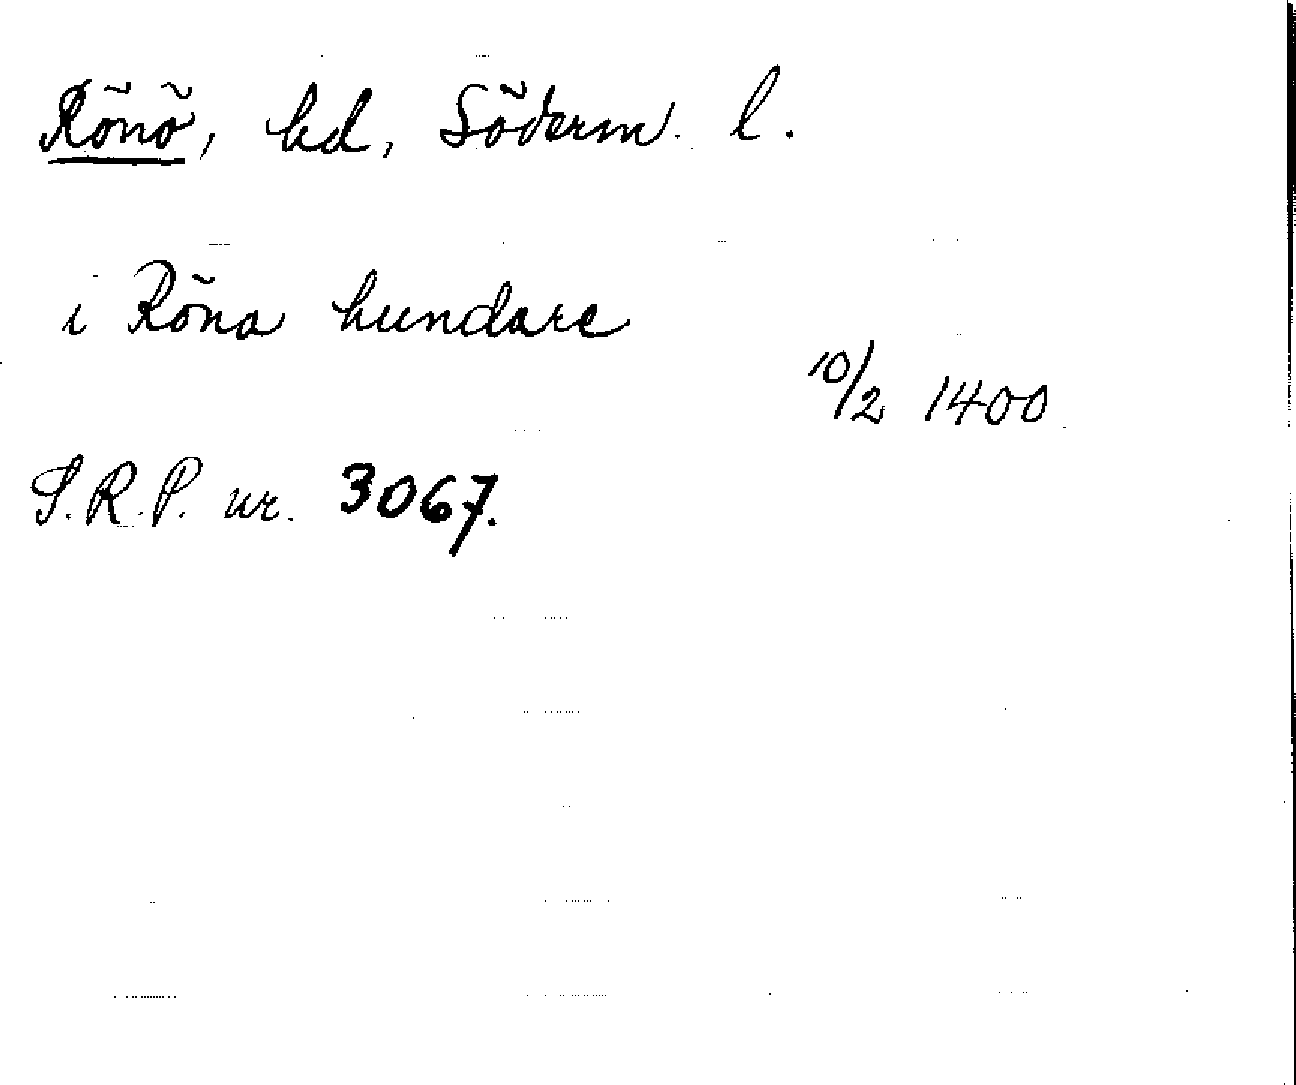 Rönö, hd, Söderm. l.
i Röna hundare
10/2 1400
S.R.P. nr. 3067.